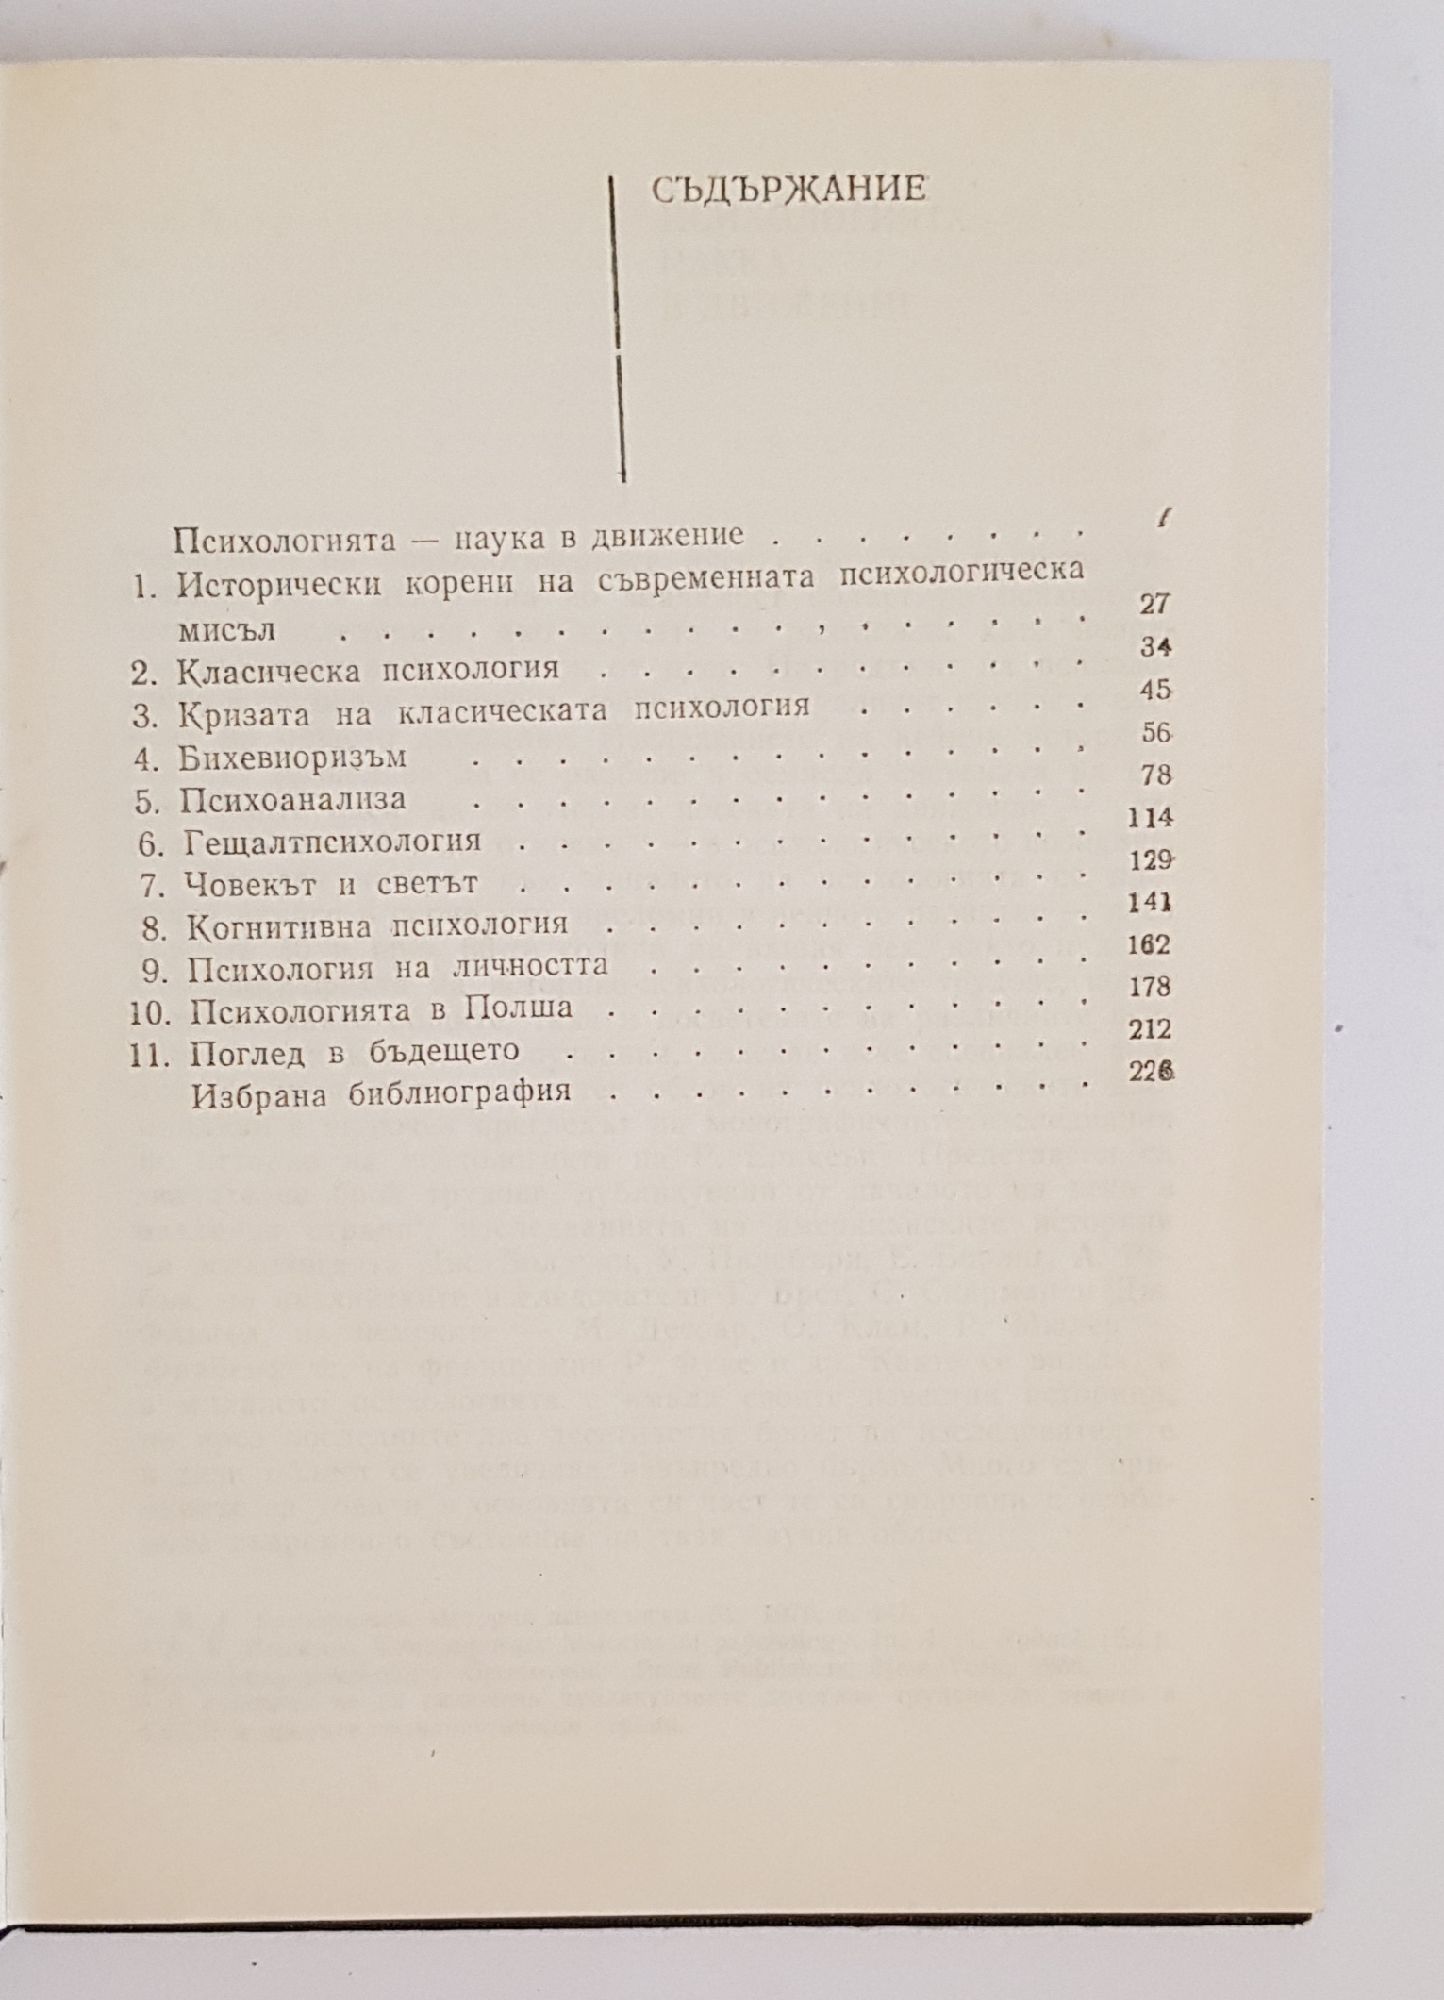 СЪДЪРЖАНИЕ
Психологията — наука в движение . . . . . . . .
1. Исторически корени на съвременната психологическа
мисъл . . . . . . . . . . . , . . . . . . 27
2. Класическа психология . . . . . . . . . . . . 34
3. Кризата на класическата психология . . . . . . 45
4. Бихевиоризъм . . . . . . . . . . . . . . . 56
5. Психоанализа . . . . . . . . . . . . . . . 78
6. Гещалтпсихология . . . . . . . . . . . . . . 114
7. Човекът и светът . . . . . . . . . . . . . . 129
8. Когнитивна психология . . . . . . . . . . . . 141
9. Психология на личността . . . . . . . . . . . 162
10. Психологията в Полша . . . . . . . . . . . . 178
11. Поглед в бъдещето . . . . . . . . . . . . . 212
Избрана библиография . . . . . . . . . . . .